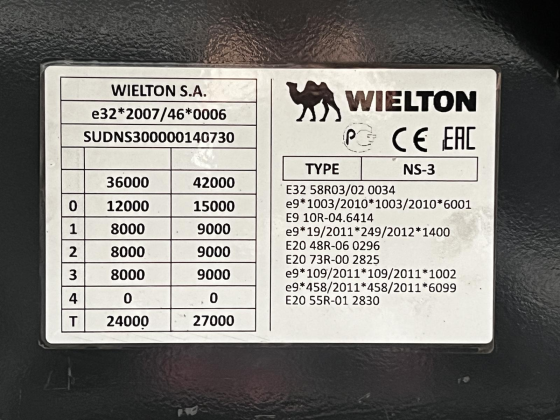 WIELTON S.A.
e32*2007/46*0006
SUDNS300000140730
36000 42000
0 12000 15000
1 8000 9000
2 8000 9000
3 8000 9000
4 0 0
T 24000 27000
WIELTON
PC CE EAC
TYPE NS-3
E32 58R03/02 0034
e9*1003/2010*1003/2010*6001
E9 10R-04.6414
e9*19/2011*249/2012*1400
E20 48R-06 0296
E20 73R-00 2825
e9*109/2011*109/2011*1002
e9*458/2011*458/2011*6099
E20 55R-01 2830